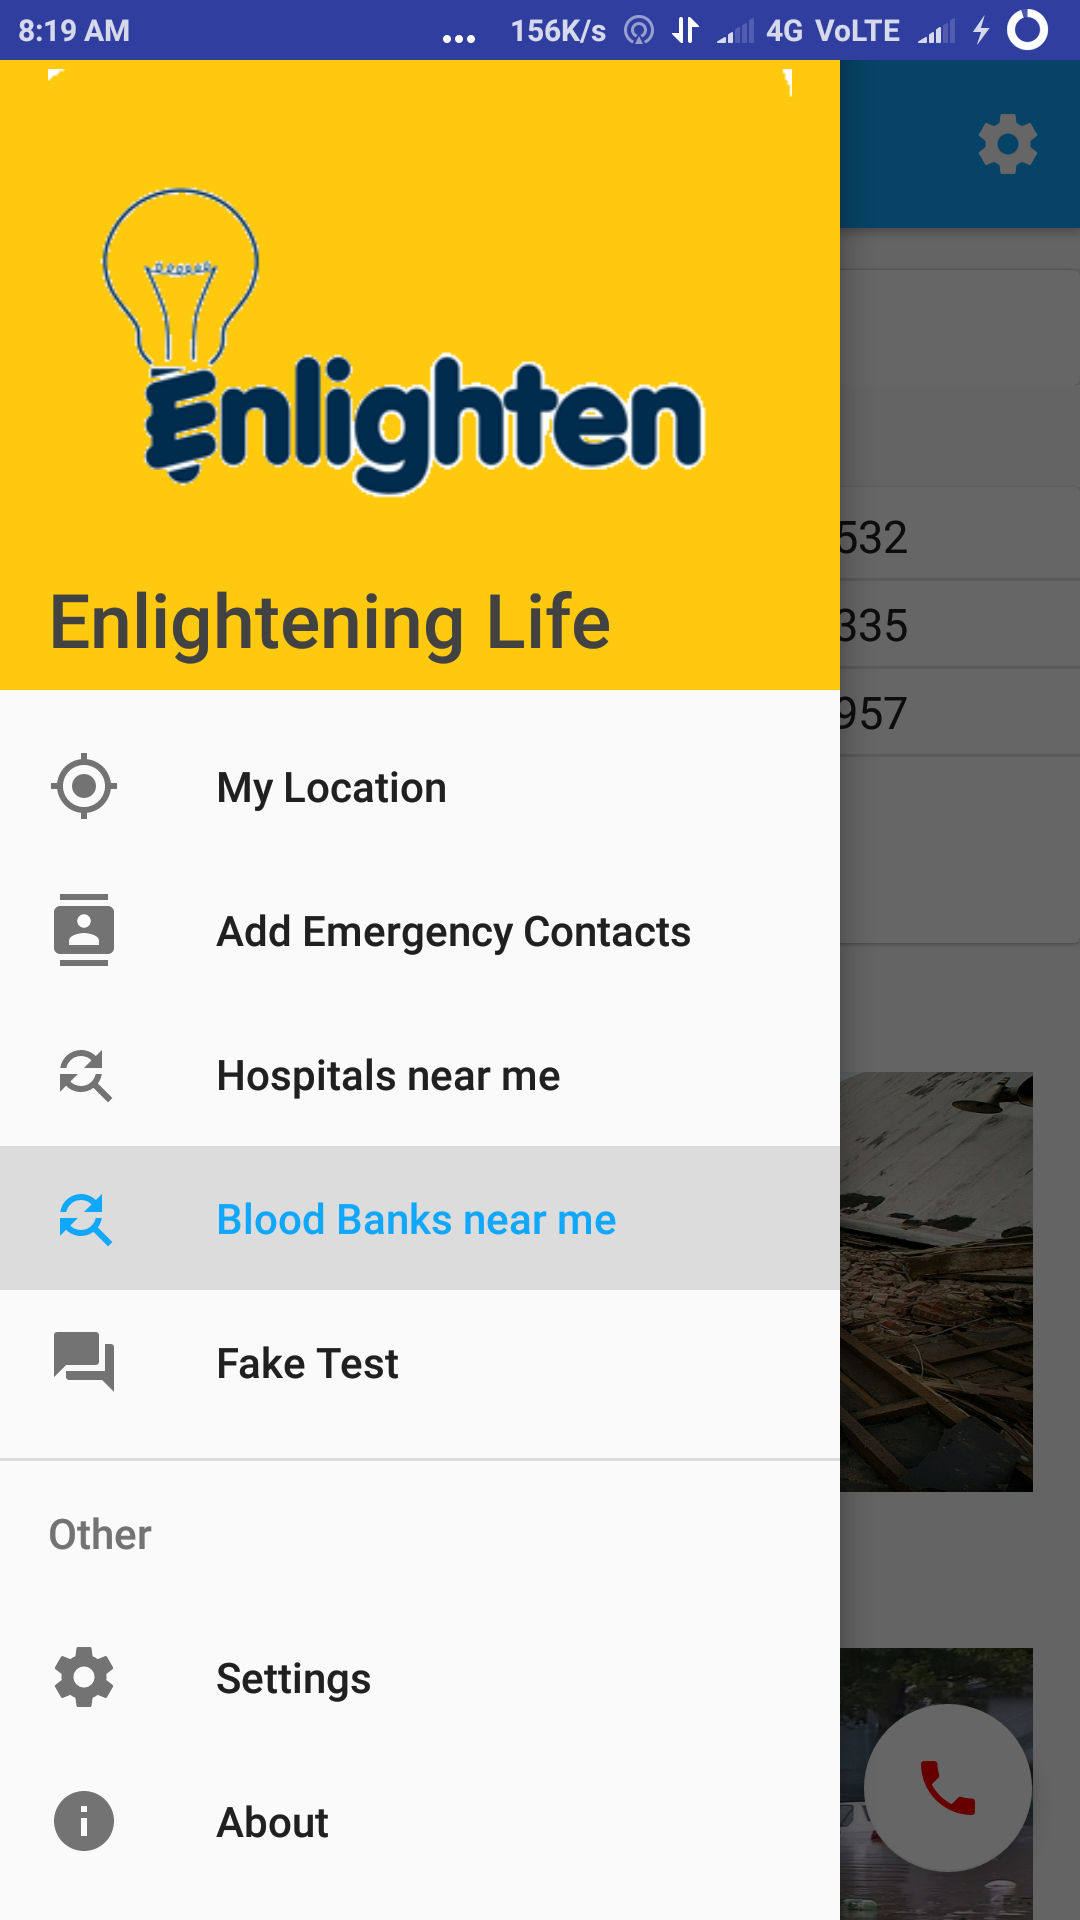 8:19 AM ... 156K/s 4G VoLTE
Enlighten
Enlightening Life
532
335
957
My Location
Add Emergency Contacts
Hospitals near me
Blood Banks near me
Fake Test
Other
Settings
About